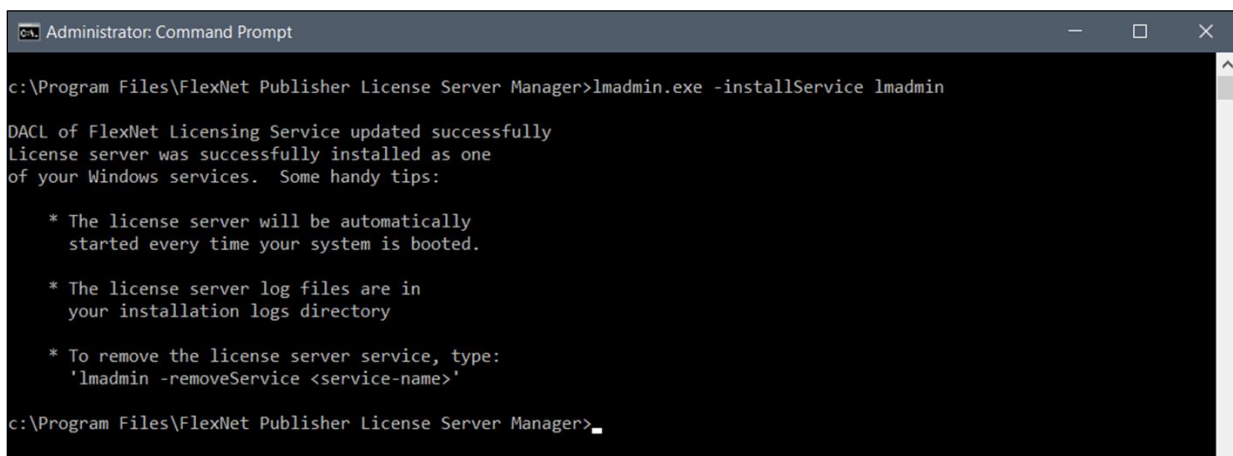 Administrator: Command Prompt
c:\Program Files\FlexNet Publisher License Server Manager>lmadmin.exe -installService lmadmin
DACL of FlexNet Licensing Service updated successfully
License server was successfully installed as one
of your Windows services.  Some handy tips:
* The license server will be automatically
started every time your system is booted.
* The license server log files are in
your installation logs directory
* To remove the license server service, type:
'lmadmin -removeService <service-name>'
c:\Program Files\FlexNet Publisher License Server Manager>